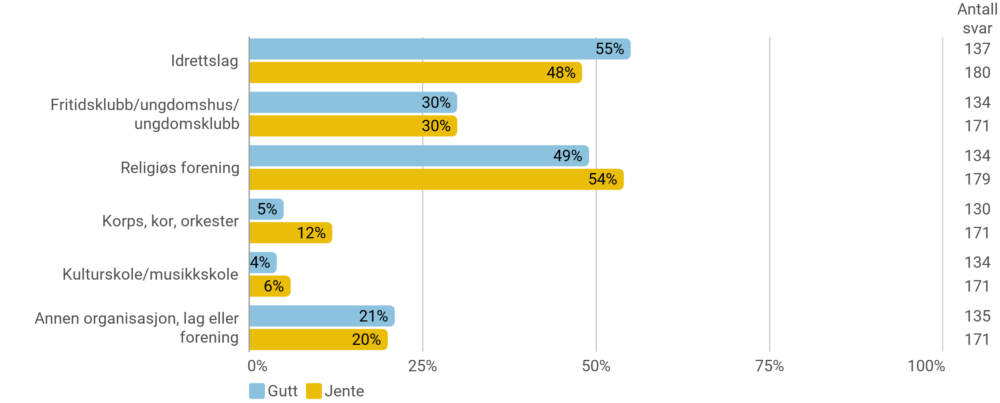 Antall
svar
Idrettslag
55%
137
48%
180
Fritidsklubb/ungdomshus/
ungdomsklubb
30%
134
30%
171
Religiøs forening
49%
134
54%
179
Korps, kor, orkester
5%
130
12%
171
Kulturskole/musikkskole
4%
134
6%
171
Annen organisasjon, lag eller
forening
21%
135
20%
171
0% 25% 50% 75% 100%
Gutt Jente